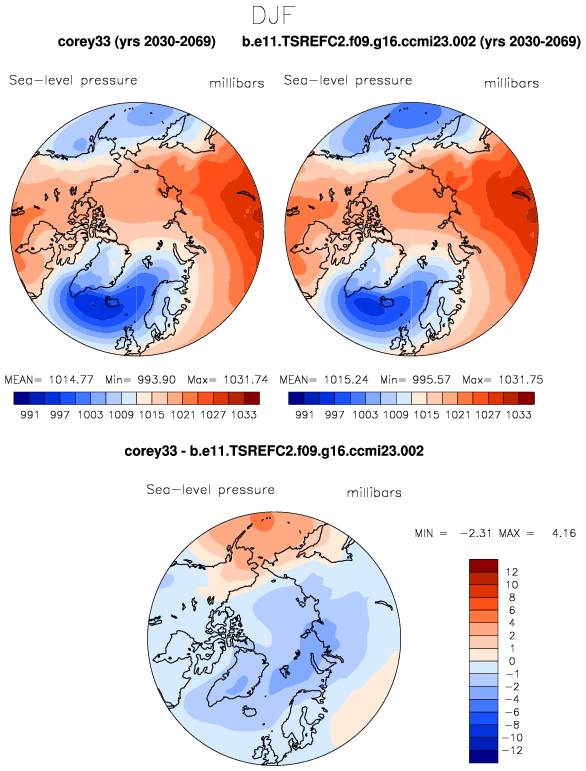 DJF
corey33 (yrs 2030-2069) b.e11.TSREFC2.f09.g16.ccmi23.002 (yrs 2030-2069)
Sea-level pressure millibars Sea-level pressure millibars
MEAN= 1014.77 Min= 993.90 Max= 1031.74 MEAN= 1015.24 Min= 995.57 Max= 1031.75
991 997 1003 1009 1015 1021 1027 1033 991 997 1003 1009 1015 1021 1027 1033
corey33 - b.e11.TSREFC2.f09.g16.ccmi23.002
Sea-level pressure millibars
MIN = -2.31 MAX = 4.16
12
10
8
6
4
2
1
0
-1
-2
-4
-6
-8
-10
-12